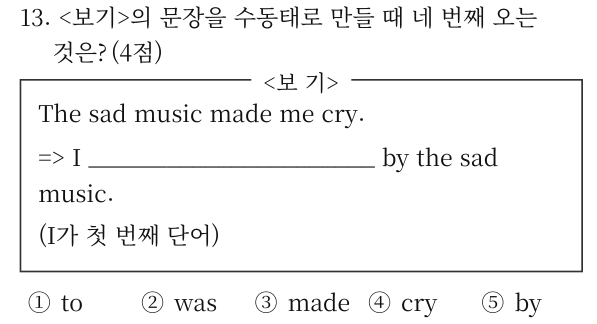 13. <보기>의 문장을 수동태로 만들 때 네 번째 오는
것은? (4점)
<보 기>
The sad music made me cry.
=> I ______________________ by the sad
music.
(I가 첫 번째 단어)
① to ② was ③ made ④ cry ⑤ by